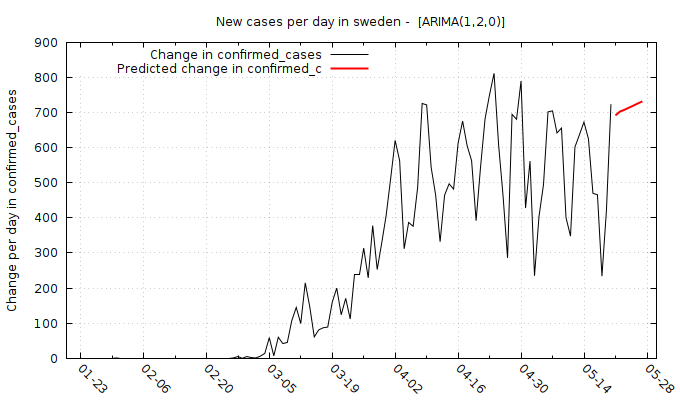 New cases per day in sweden - [ARIMA(1,2,0)]
Change in confirmed_cases
Predicted change in confirmed_c
Change per day in confirmed_cases
900
800
700
600
500
400
300
200
100
0
01-23 02-06 02-20 03-05 03-19 04-02 04-16 04-30 05-14 05-28